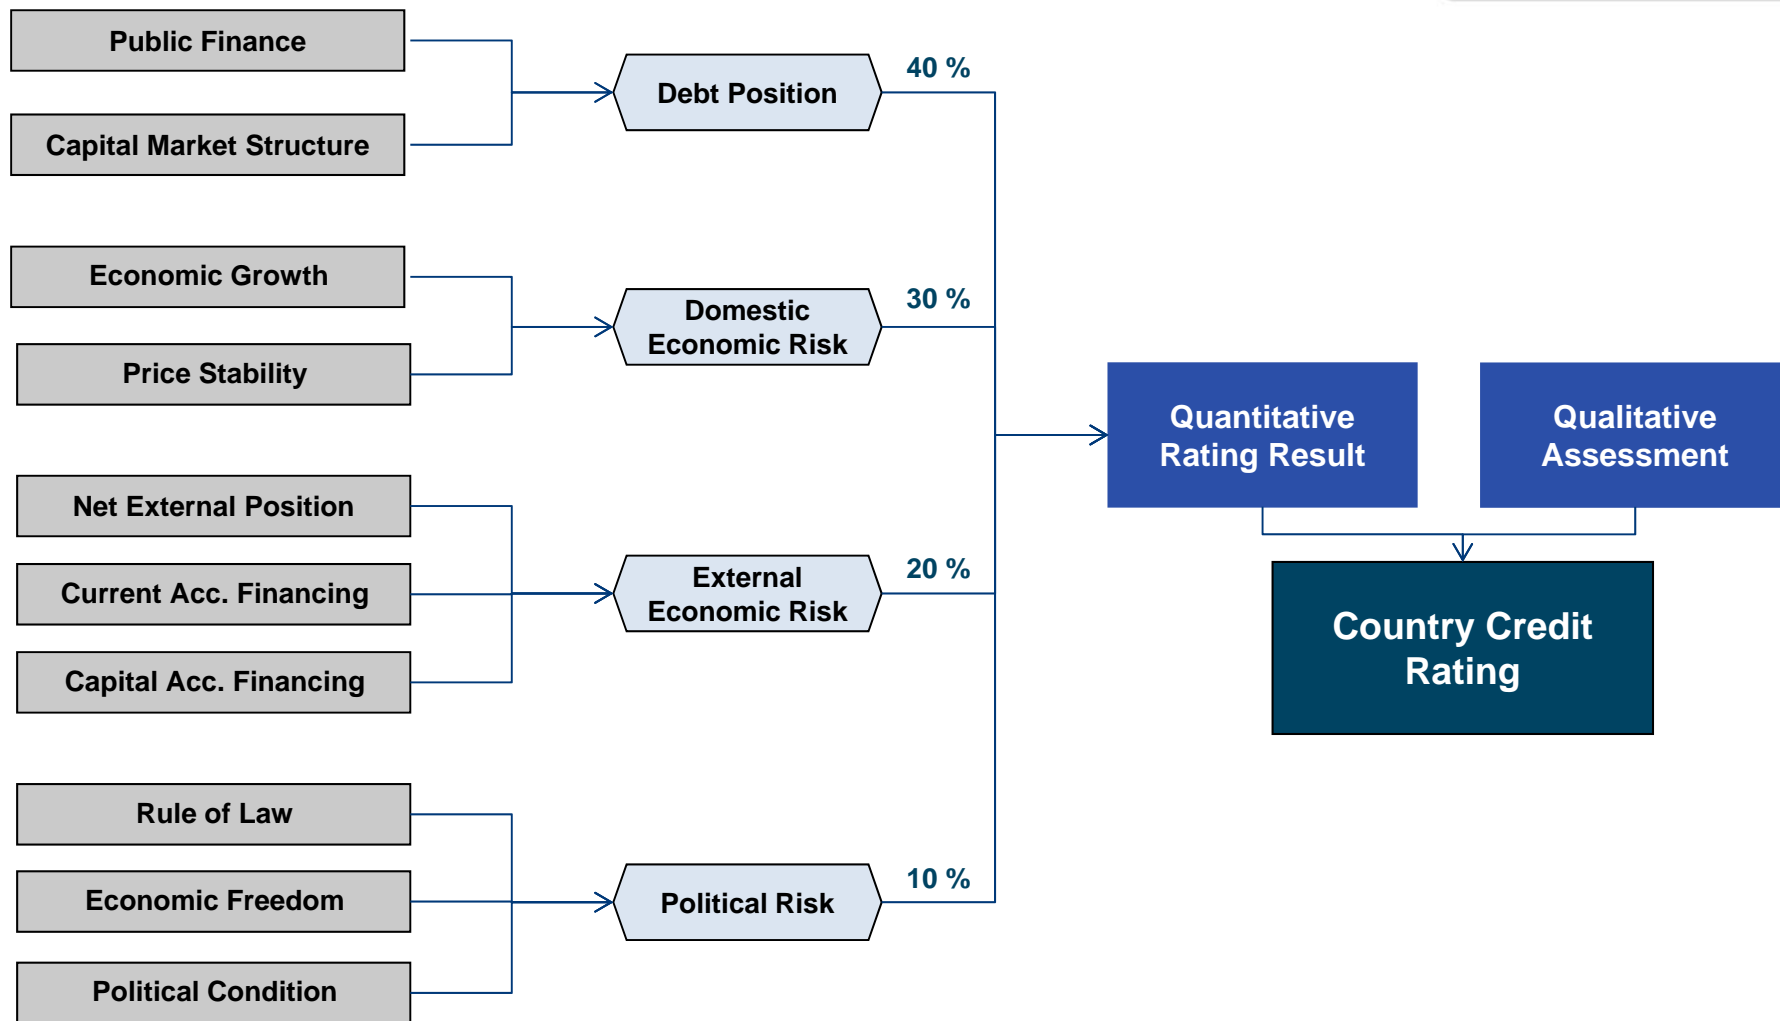 Public Finance
Capital Market Structure
Debt Position
40 %
Economic Growth
Price Stability
Domestic
Economic Risk
30 %
Net External Position
Current Acc. Financing
Capital Acc. Financing
External
Economic Risk
20 %
Rule of Law
Economic Freedom
Political Condition
Political Risk
10 %
Quantitative
Rating Result
Qualitative
Assessment
Country Credit
Rating